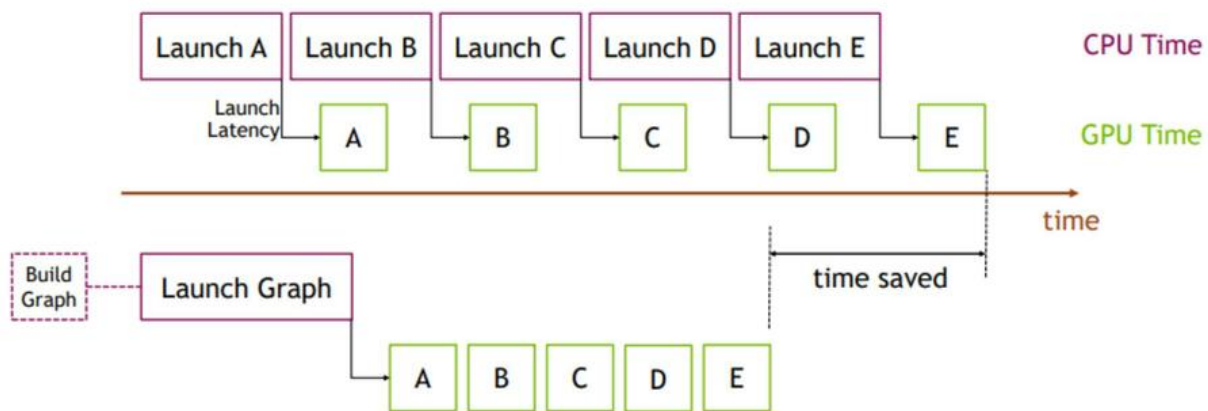 Launch A
Launch B
Launch C
Launch D
Launch E
CPU Time
Launch
Latency
A
B
C
D
E
GPU Time
time
Build
Graph
Launch Graph
time saved
A
B
C
D
E